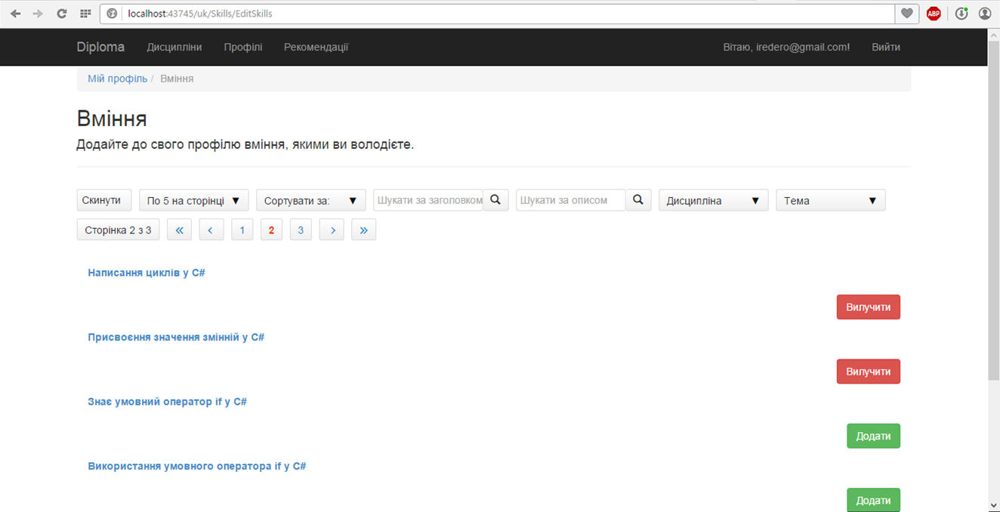 localhost:43745/uk/Skills/EditSkills
ABP
Diploma Дисципліни Профілі Рекомендації Вітаю, iredero@gmail.com! Вийти
Мій профіль / Вміння
Вміння
Додайте до свого профілю вміння, якими ви володієте.
Скинути По 5 на сторінці ▼ Сортувати за: ▼ Шукати за заголовком Шукати за описом Дисципліна ▼ Тема ▼
Сторінка 2 з 3 « ‹ 1 2 3 › »
Написання циклів у C#
Вилучити
Присвоєння значення змінній у C#
Вилучити
Знає умовний оператор if у C#
Додати
Використання умовного оператора if у C#
Додати